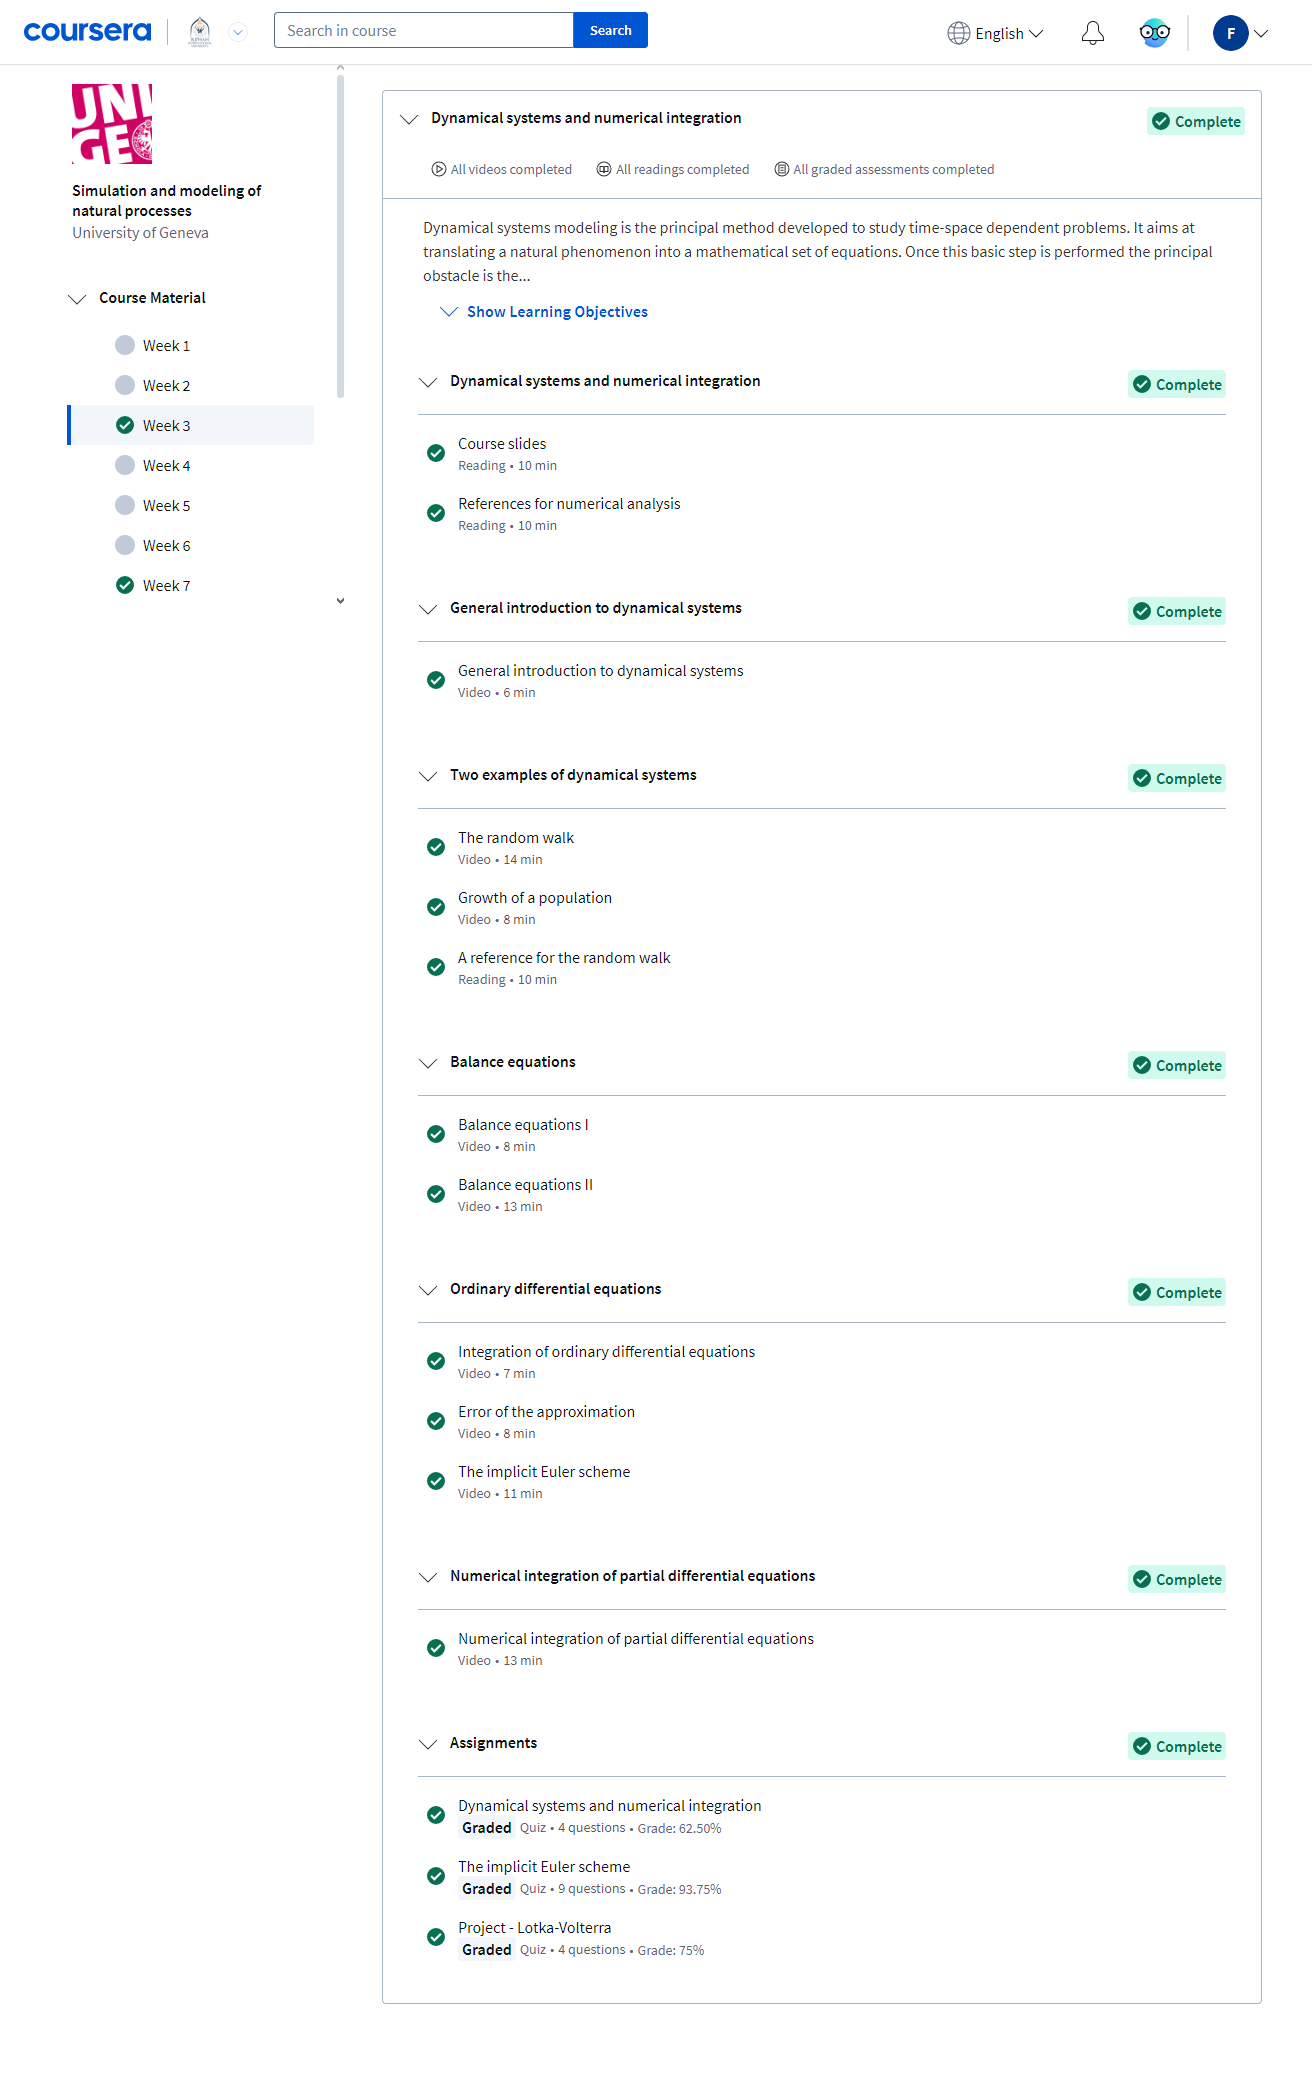 coursera
Search in course
Search
English
F
UNI
GE
Simulation and modeling of
natural processes
University of Geneva
Course Material
Week 1
Week 2
Week 3
Week 4
Week 5
Week 6
Week 7
Dynamical systems and numerical integration
Complete
All videos completed
All readings completed
All graded assessments completed
Dynamical systems modeling is the principal method developed to study time-space dependent problems. It aims at
translating a natural phenomenon into a mathematical set of equations. Once this basic step is performed the principal
obstacle is the...
Show Learning Objectives
Dynamical systems and numerical integration
Complete
Course slides
Reading • 10 min
References for numerical analysis
Reading • 10 min
General introduction to dynamical systems
Complete
General introduction to dynamical systems
Video • 6 min
Two examples of dynamical systems
Complete
The random walk
Video • 14 min
Growth of a population
Video • 8 min
A reference for the random walk
Reading • 10 min
Balance equations
Complete
Balance equations I
Video • 8 min
Balance equations II
Video • 13 min
Ordinary differential equations
Complete
Integration of ordinary differential equations
Video • 7 min
Error of the approximation
Video • 8 min
The implicit Euler scheme
Video • 11 min
Numerical integration of partial differential equations
Complete
Numerical integration of partial differential equations
Video • 13 min
Assignments
Complete
Dynamical systems and numerical integration
Graded Quiz • 4 questions • Grade: 62.50%
The implicit Euler scheme
Graded Quiz • 9 questions • Grade: 93.75%
Project - Lotka-Volterra
Graded Quiz • 4 questions • Grade: 75%